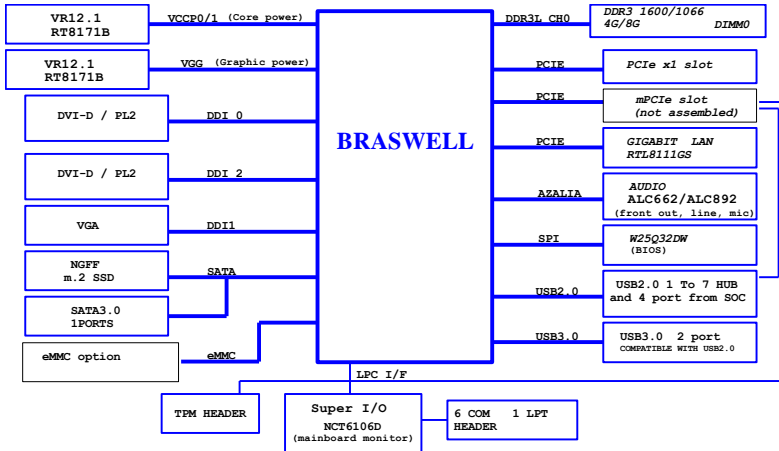 VR12.1
RT8171B
VCCP0/1 (Core power)
VR12.1
RT8171B
VGG (Graphic power)
DVI-D / PL2
DDI 0
DVI-D / PL2
DDI 2
VGA
DDI1
NGFF
m.2 SSD
SATA
SATA3.0
1PORTS
eMMC option
eMMC
BRASWELL
DDR3L CH0
DDR3 1600/1066
4G/8G DIMM0
PCIE
PCIe x1 slot
PCIE
mPCIe slot
(not assembled)
PCIE
GIGABIT LAN
RTL8111GS
AZALIA
AUDIO
ALC662/ALC892
(front out, line, mic)
SPI
W25Q32DW
(BIOS)
USB2.0
USB2.0 1 To 7 HUB
and 4 port from SOC
USB3.0
USB3.0 2 port
COMPATIBLE WITH USB2.0
LPC I/F
TPM HEADER
Super I/O
NCT6106D
(mainboard monitor)
6 COM 1 LPT
HEADER